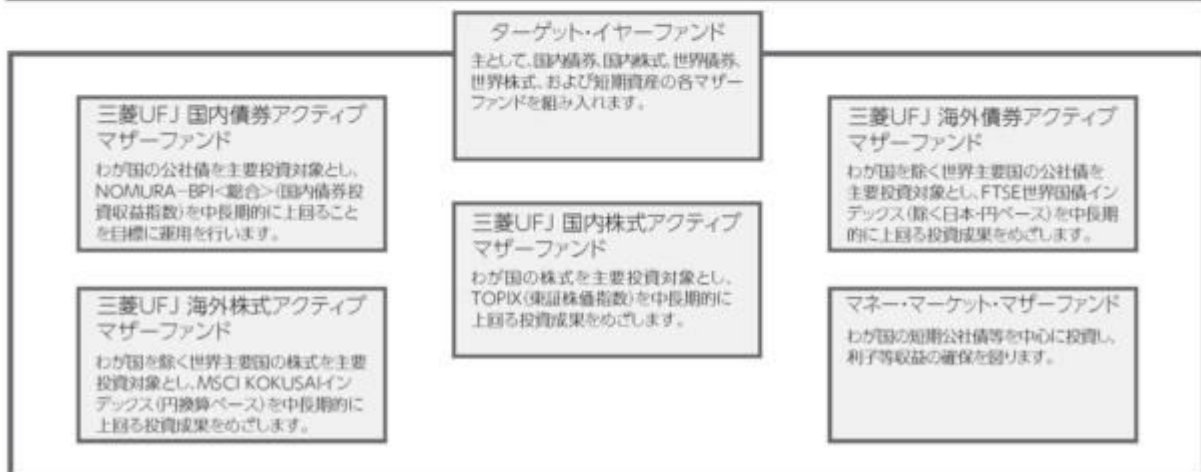 ターゲット・イヤーファンド
主として、国内債券、国内株式、世界債券、
世界株式、および短期資産の各マザー
ファンドを組み入れます。
三菱UFJ 国内債券アクティブ
マザーファンド
わが国の公社債を主要投資対象とし、
NOMURA-BPI<総合>(国内債券投
資収益指数)を中長期的に上回ること
を目標に運用を行います。
三菱UFJ 国内株式アクティブ
マザーファンド
わが国の株式を主要投資対象とし、
TOPIX(東証株価指数)を中長期的に
上回る投資成果をめざします。
三菱UFJ 海外債券アクティブ
マザーファンド
わが国を除く世界主要国の公社債を
主要投資対象とし、FTSE世界国債イン
デックス(除く日本・円ベース)を中長期
的に上回る投資成果をめざします。
三菱UFJ 海外株式アクティブ
マザーファンド
わが国を除く世界主要国の株式を主要
投資対象とし、MSCI KOKUSAIイン
デックス(円換算ベース)を中長期的に
上回る投資成果をめざします。
マネー・マーケット・マザーファンド
わが国の短期公社債等を中心に投資し、
利子等収益の確保を図ります。